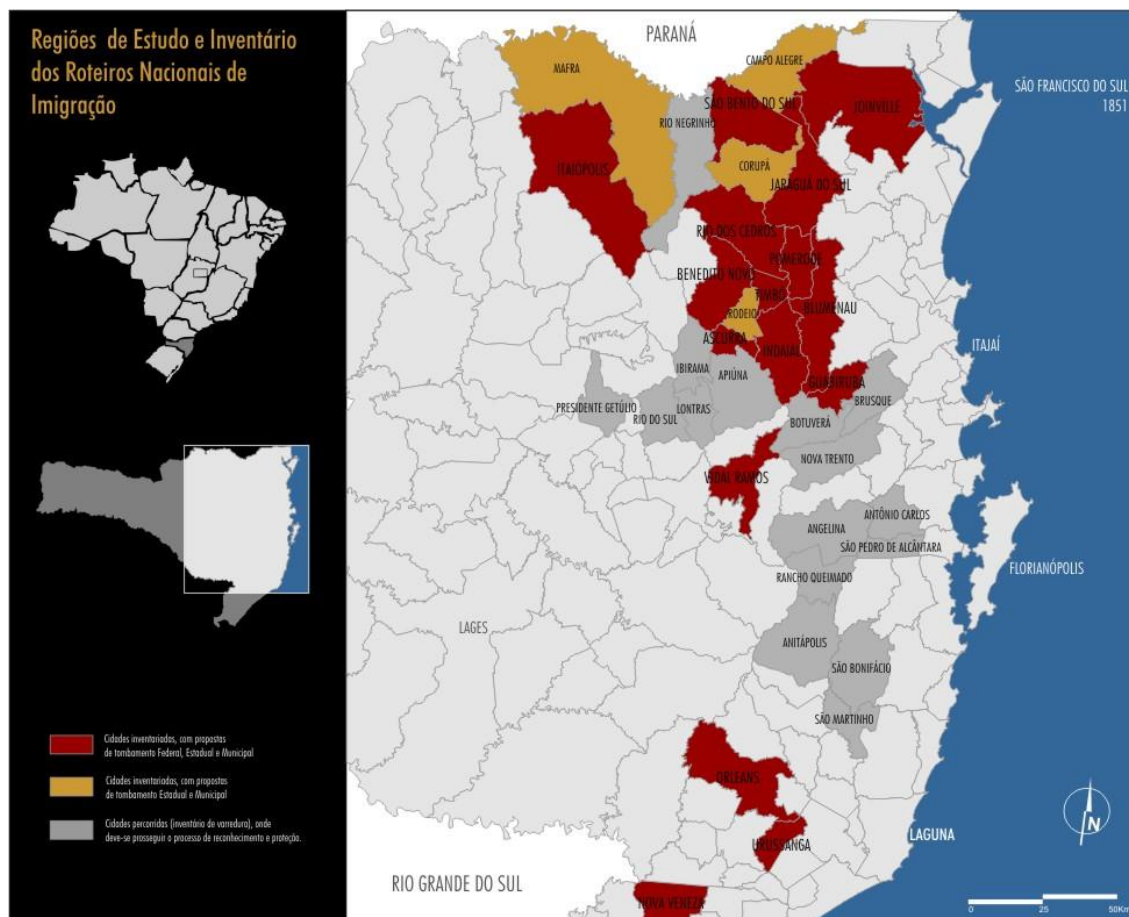 Regiões de Estudo e Inventário
dos Roteiros Nacionais de
Imigração
Cidades inventariadas, com propostas
de tombamento Federal, Estadual e Municipal
Cidades inventariadas, com propostas
de tombamento Estadual e Municipal
Cidades percorridas (inventário de varredura), onde
deve-se prosseguir o processo de reconhecimento e proteção.
PARANÁ
MAFRA
CAMPO ALEGRE
SÃO FRANCISCO DO SUL
1851
SÃO BENTO DO SUL
JOINVILLE
RIO NEGRINHO
ITAIÓPOLIS
CORUPÁ
JARAGUÁ DO SUL
RIO DOS CEDROS
POMERODE
BENEDITO NOVO
TIMBÓ
BLUMENAU
RODEIO
ASCURRA
INDAIAL
ITAJAÍ
IBIRAMA
APIÚNA
GUABIRUBA
BRUSQUE
PRESIDENTE GETÚLIO
RIO DO SUL
LONTRAS
BOTUVERÁ
NOVA TRENTO
VIDAL RAMOS
ANTÔNIO CARLOS
ANGELINA
SÃO PEDRO DE ALCÂNTARA
RANCHO QUEIMADO
FLORIANÓPOLIS
LAGES
ANITÁPOLIS
SÃO BONIFÁCIO
SÃO MARTINHO
ORLEANS
LAGUNA
URUSSANGA
RIO GRANDE DO SUL
NOVA VENEZA
N
0 25 50Km